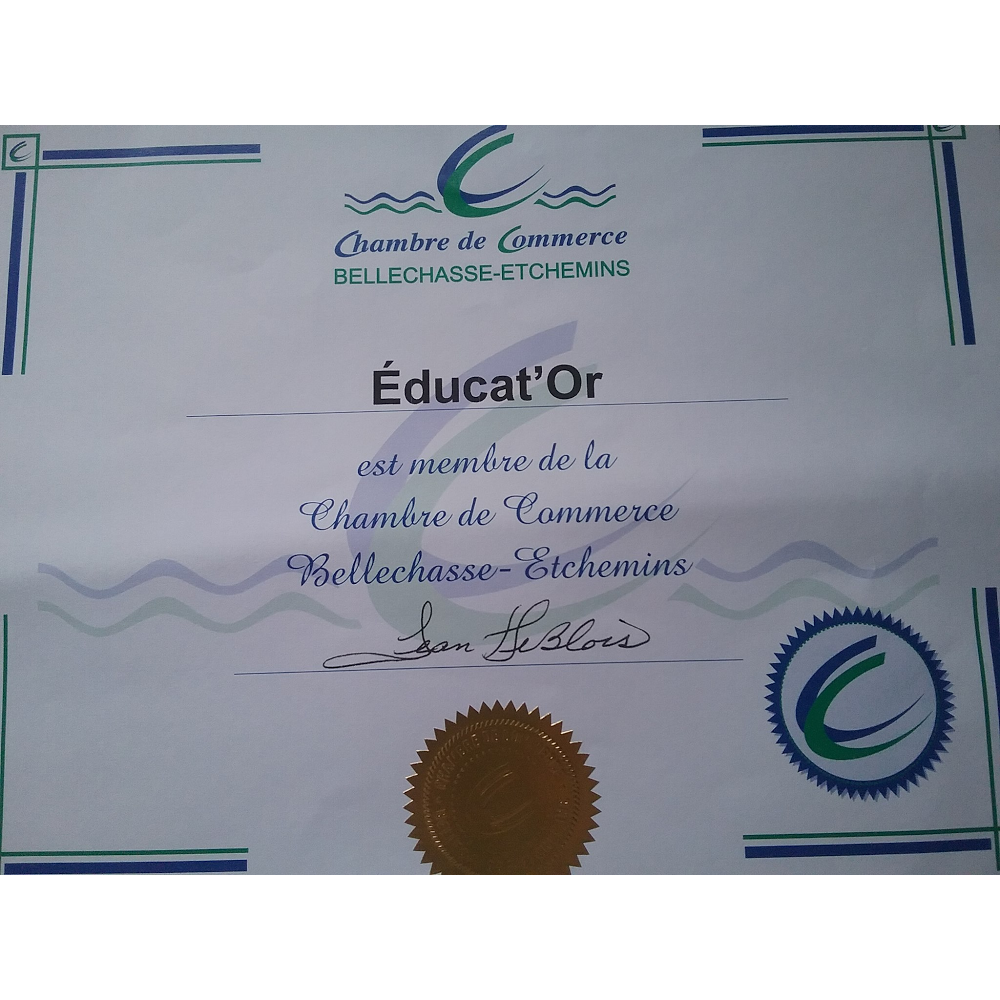 Chambre de Commerce
BELLECHASSE-ETCHEMINS
Éducat'Or
est membre de la
Chambre de Commerce
Bellechasse-Etchemins